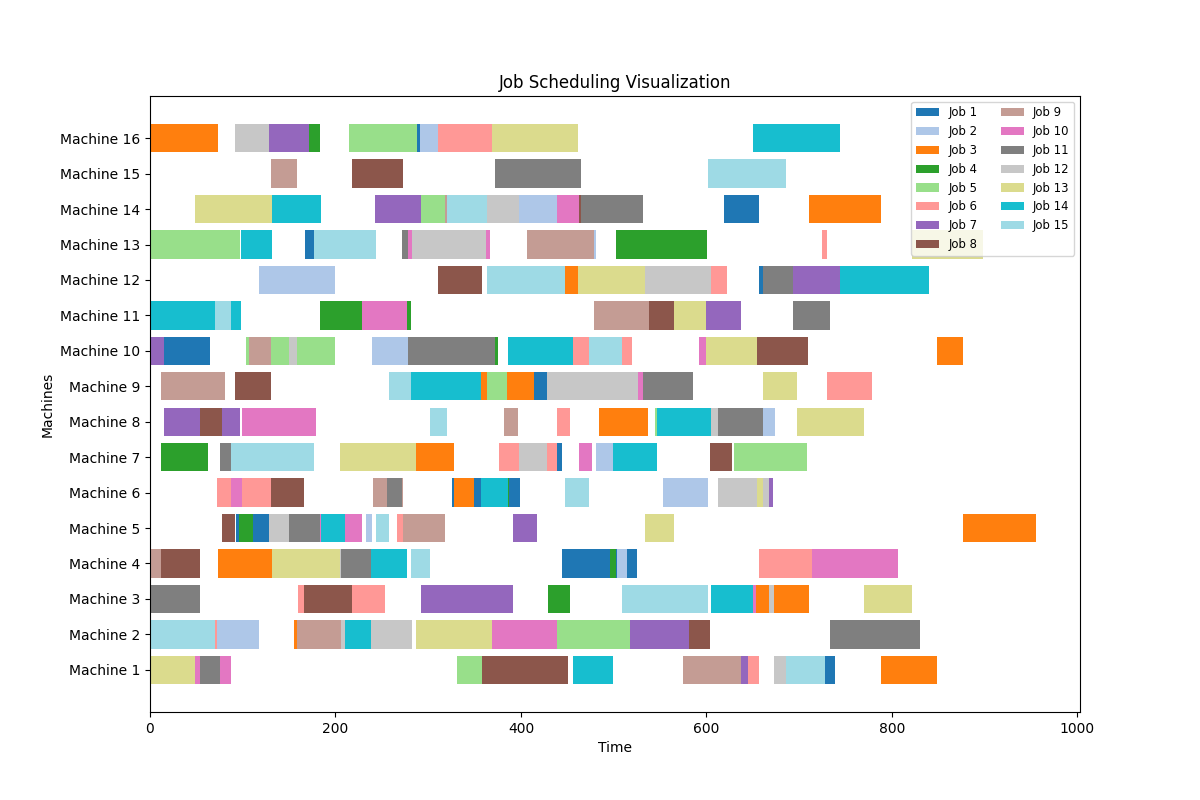 Job Scheduling Visualization
Machine 16
Machine 15
Machine 14
Machine 13
Machine 12
Machine 11
Machine 10
Machine 9
Machine 8
Machine 7
Machine 6
Machine 5
Machine 4
Machine 3
Machine 2
Machine 1
Machines
Job 1
Job 2
Job 3
Job 4
Job 5
Job 6
Job 7
Job 8
Job 9
Job 10
Job 11
Job 12
Job 13
Job 14
Job 15
0 200 400 600 800 1000
Time